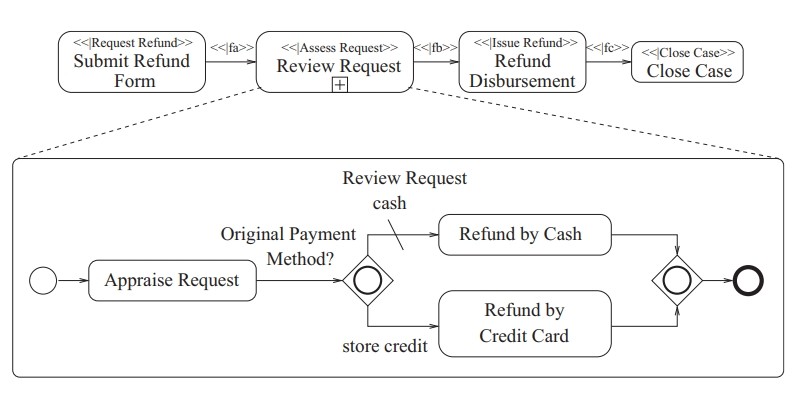 <<|Request Refund>>
Submit Refund
Form
<<|fa>>
<<|Assess Request>>
Review Request
<<|fb>>
<<|Issue Refund>>
Refund
Disbursement
<<|fc>>
<<|Close Case>>
Close Case
Review Request
cash
Original Payment
Method?
Refund by Cash
Appraise Request
Refund by
Credit Card
store credit